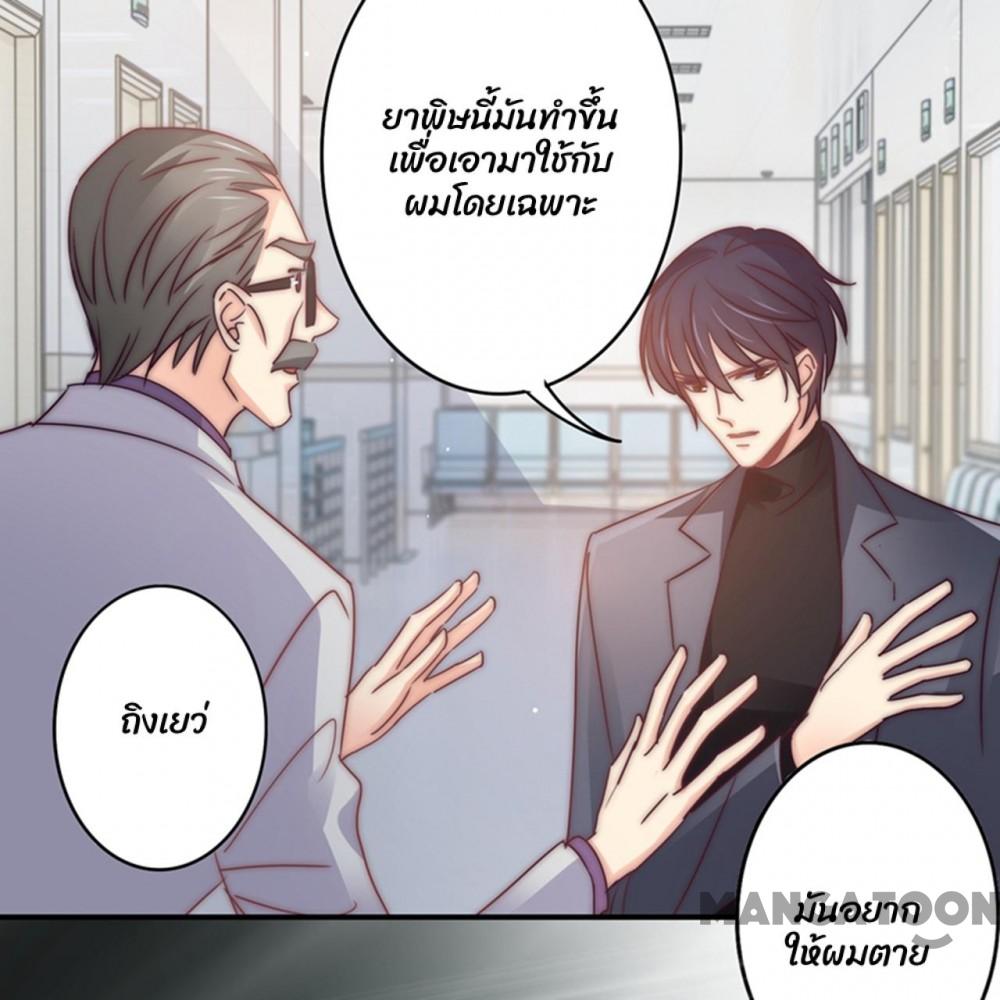 ยาพิษนี้มันทำขึ้น
เพื่อเอามาใช้กับ
ผมโดยเฉพาะ
ถิงเยว่
มันอยาก
ให้ผมตาย
MANGATOON